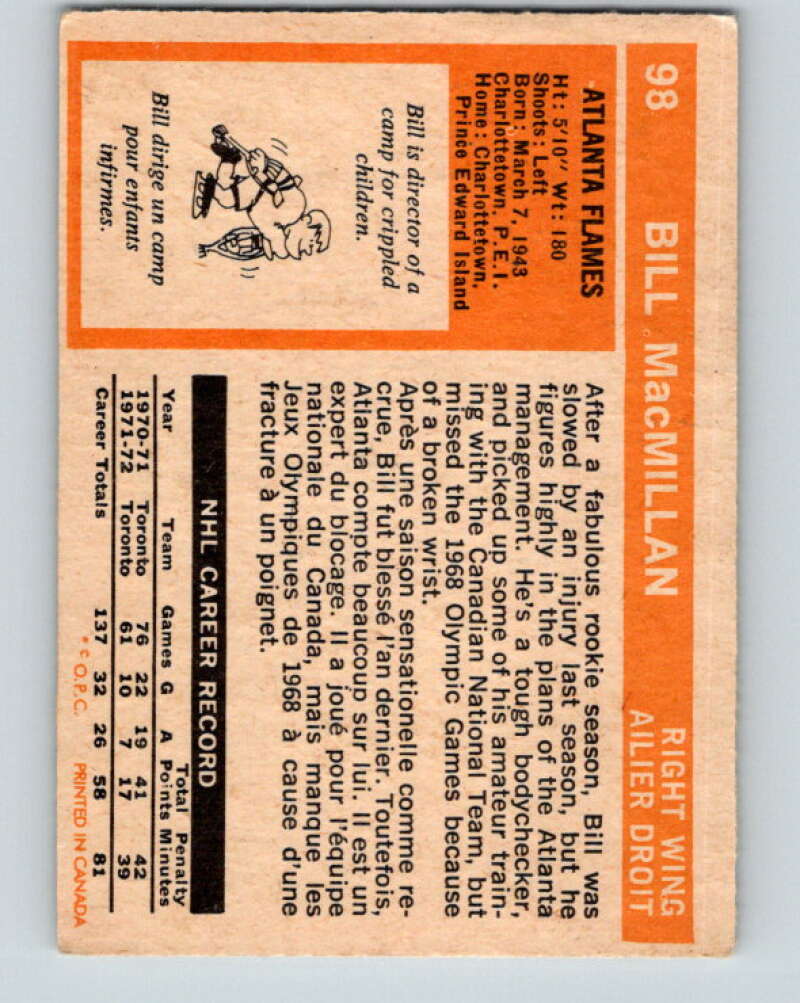 98 BILL MacMILLAN
RIGHT WING
AILIER DROIT
ATLANTA FLAMES
Ht: 5'10" Wt: 180
Shoots: Left
Born: March 7, 1943
Charlottetown, P.E.I.
Home: Charlottetown,
Prince Edward Island
Bill is director of a
camp for crippled
children.
Bill dirige un camp
pour enfants
infirmes.
After a fabulous rookie season, Bill was
slowed by an injury last season, but he
figures highly in the plans of the Atlanta
management. He's a tough bodychecker,
and picked up some of his amateur train-
ing with the Canadian National Team, but
missed the 1968 Olympic Games because
of a broken wrist.
Après une saison sensationelle comme re-
crue, Bill fut blessé l'an dernier. Toutefois,
Atlanta compte beaucoup sur lui. Il est un
expert du blocage. Il a joué pour l'équipe
nationale du Canada, mais manque les
Jeux Olympiques de 1968 à cause d'une
fracture à un poignet.
NHL CAREER RECORD
Total Penalty
Year Team Games G A Points Minutes
1970-71 Toronto 76 22 19 41 42
1971-72 Toronto 61 10 7 17 39
Career Totals 137 32 26 58 81
* c O.P.C. PRINTED IN CANADA